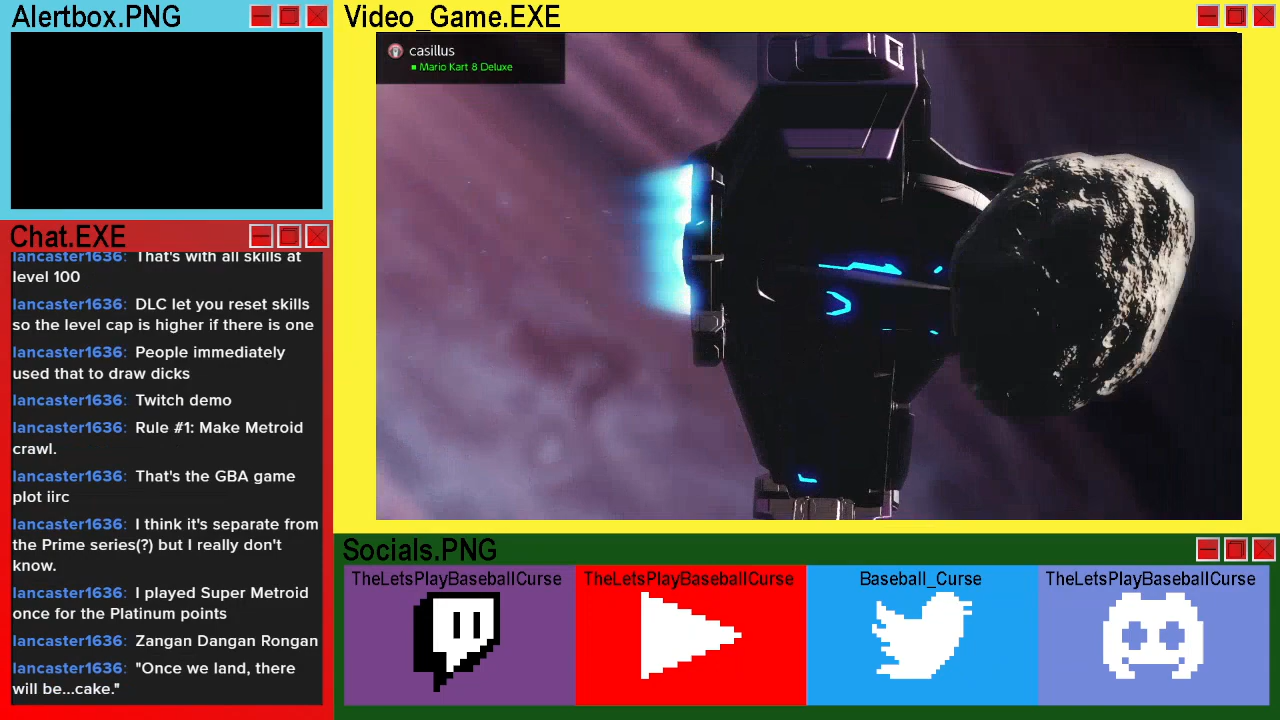 Alertbox.PNG
Video_Game.EXE
casillus
Mario Kart 8 Deluxe
Chat.EXE
lancaster1636: That's with all skills at
level 100
lancaster1636: DLC let you reset skills
so the level cap is higher if there is one
lancaster1636: People immediately
used that to draw dicks
lancaster1636: Twitch demo
lancaster1636: Rule #1: Make Metroid
crawl.
lancaster1636: That's the GBA game
plot iirc
lancaster1636: I think it's separate from
the Prime series(?) but I really don't
know.
lancaster1636: I played Super Metroid
once for the Platinum points
lancaster1636: Zangan Dangan Rongan
lancaster1636: "Once we land, there
will be...cake."
Socials.PNG
TheLetsPlayBaseballCurse
TheLetsPlayBaseballCurse
Baseball_Curse
TheLetsPlayBaseballCurse